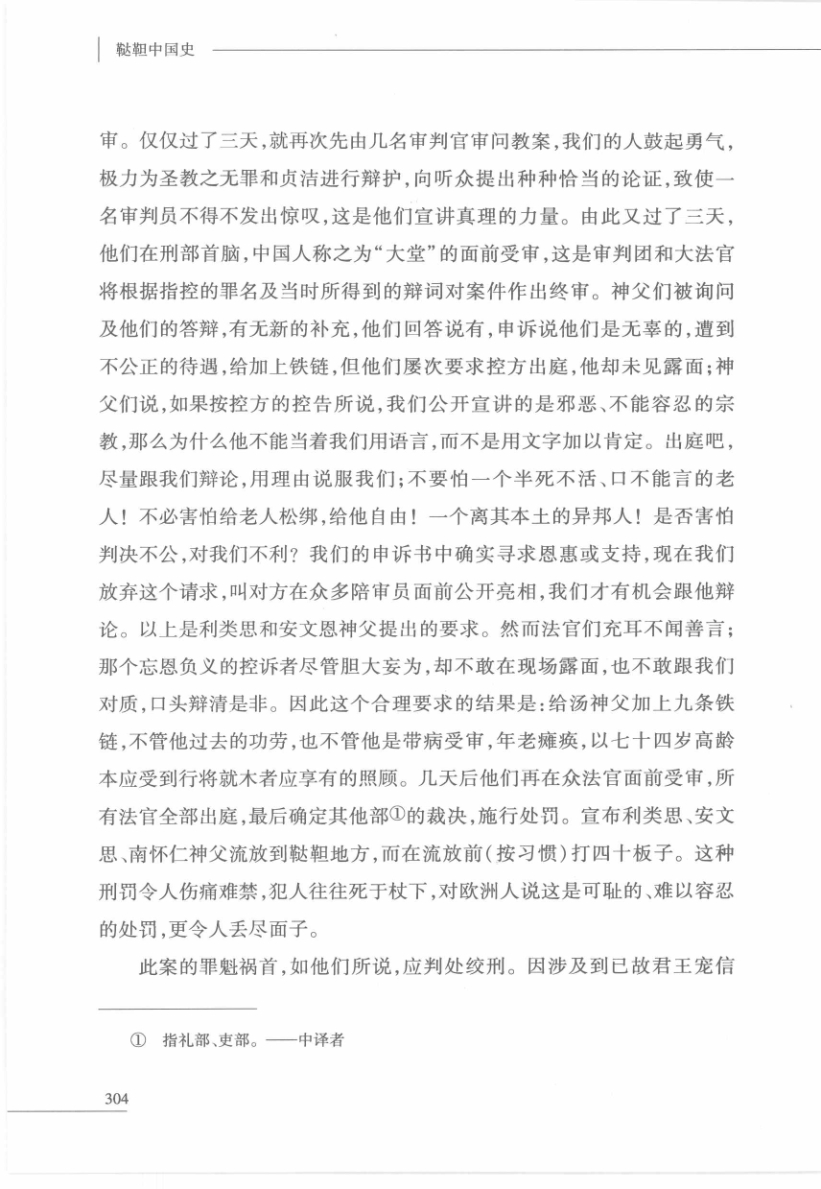 鞑靼中国史
审。仅仅过了三天,就再次先由几名审判官审问教案,我们的人鼓起勇气,
极力为圣教之无罪和贞洁进行辩护,向听众提出种种恰当的论证,致使一
名审判员不得不发出惊叹,这是他们宣讲真理的力量。由此又过了三天,
他们在刑部首脑,中国人称之为“大堂”的面前受审,这是审判团和大法官
将根据指控的罪名及当时所得到的辩词对案件作出终审。神父们被询问
及他们的答辩,有无新的补充,他们回答说有,申诉说他们是无辜的,遭到
不公正的待遇,给加上铁链,但他们屡次要求控方出庭,他却未见露面;神
父们说,如果按控方的控告所说,我们公开宣讲的是邪恶、不能容忍的宗
教,那么为什么他不能当着我们用语言,而不是用文字加以肯定。出庭吧,
尽量跟我们辩论,用理由说服我们;不要怕一个半死不活、口不能言的老
人!不必害怕给老人松绑,给他自由!一个离其本土的异邦人!是否害怕
判决不公,对我们不利?我们的申诉书中确实寻求恩惠或支持,现在我们
放弃这个请求,叫对方在众多陪审员面前公开亮相,我们才有机会跟他辩
论。以上是利类思和安文恩神父提出的要求。然而法官们充耳不闻善言;
那个忘恩负义的控诉者尽管胆大妄为,却不敢在现场露面,也不敢跟我们
对质,口头辩清是非。因此这个合理要求的结果是:给汤神父加上九条铁
链,不管他过去的功劳,也不管他是带病受审,年老瘫痪,以七十四岁高龄
本应受到行将就木者应享有的照顾。几天后他们再在众法官面前受审,所
有法官全部出庭,最后确定其他部①的裁决,施行处罚。宣布利类思、安文
思、南怀仁神父流放到鞑靼地方,而在流放前(按习惯)打四十板子。这种
刑罚令人伤痛难禁,犯人往往死于杖下,对欧洲人说这是可耻的、难以容忍
的处罚,更令人丢尽面子。
此案的罪魁祸首,如他们所说,应判处绞刑。因涉及到已故君王宠信
① 指礼部、吏部。——中译者
304